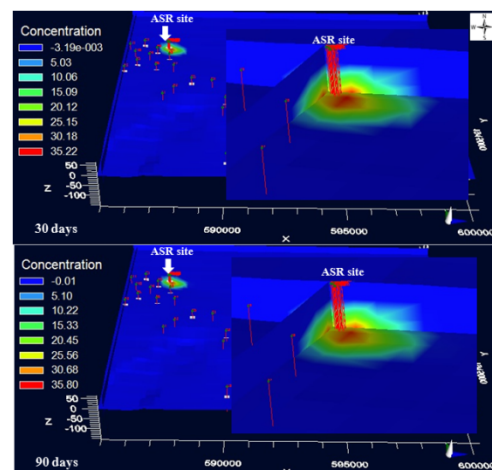 ASR site
Concentration
-3.19e-003
5.03
10.06
15.09
20.12
25.15
30.18
35.22
ASR site
50
0
-50
-100
Z
Y
30 days
590000
X
595000
600000
ASR site
Concentration
-0.01
5.10
10.22
15.33
20.45
25.56
30.68
35.80
ASR site
50
0
-50
-100
Z
Y
90 days
590000
X
595000
600000